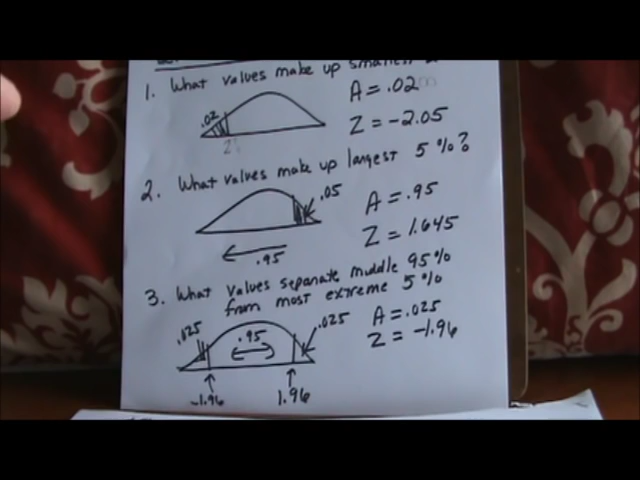 1. What values make up smallest
.02
A = .02
Z = -2.05
2. What values make up largest 5%?
.05
A = .95
Z = 1.645
.95
3. What values separate middle 95%
from most extreme 5%
.025
.95
.025
A = .025
Z = -1.96
-1.96
1.96